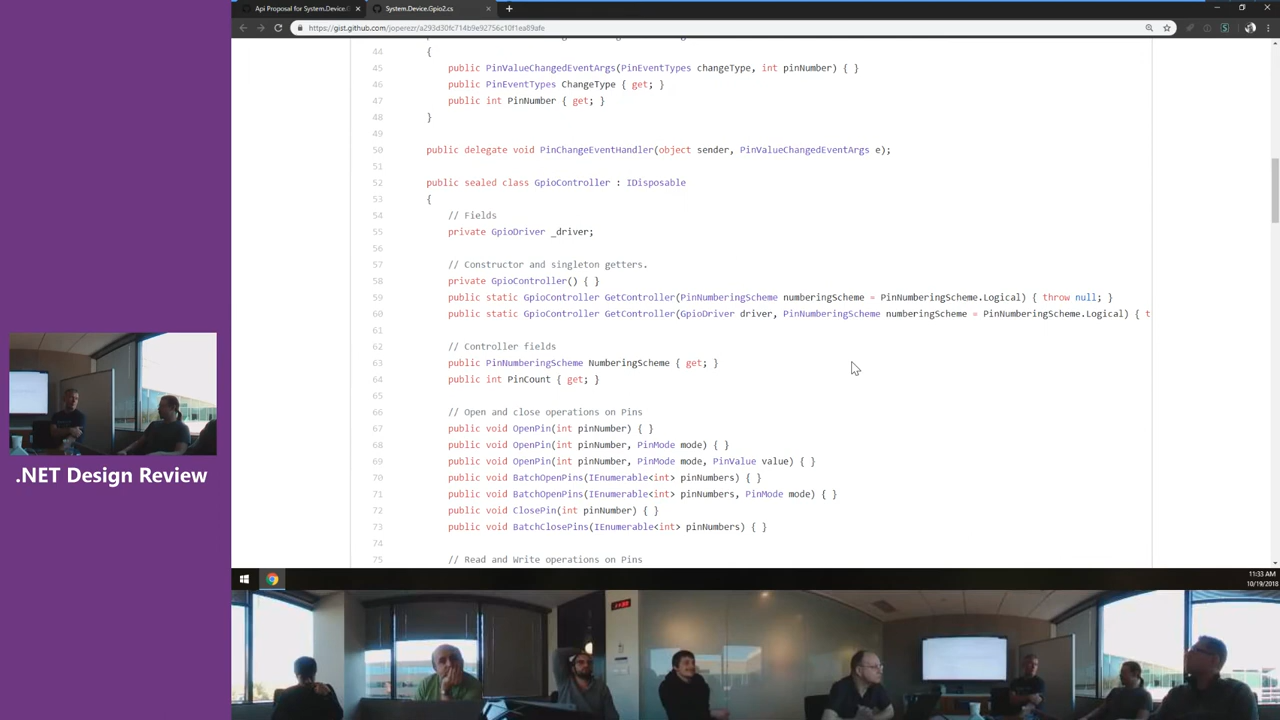 Api Proposal for System.Device.G
System.Device.Gpio2.cs
https://gist.github.com/joperezr/a293d30fc714b9e92756c10f1ea89afe
44 {
45 public PinValueChangedEventArgs(PinEventTypes changeType, int pinNumber) { }
46 public PinEventTypes ChangeType { get; }
47 public int PinNumber { get; }
48 }
49
50 public delegate void PinChangeEventHandler(object sender, PinValueChangedEventArgs e);
51
52 public sealed class GpioController : IDisposable
53 {
54 // Fields
55 private GpioDriver _driver;
56
57 // Constructor and singleton getters.
58 private GpioController() { }
59 public static GpioController GetController(PinNumberingScheme numberingScheme = PinNumberingScheme.Logical) { throw null; }
60 public static GpioController GetController(GpioDriver driver, PinNumberingScheme numberingScheme = PinNumberingScheme.Logical) { t
61
62 // Controller fields
63 public PinNumberingScheme NumberingScheme { get; }
64 public int PinCount { get; }
65
66 // Open and close operations on Pins
67 public void OpenPin(int pinNumber) { }
68 public void OpenPin(int pinNumber, PinMode mode) { }
69 public void OpenPin(int pinNumber, PinMode mode, PinValue value) { }
70 public void BatchOpenPins(IEnumerable<int> pinNumbers) { }
71 public void BatchOpenPins(IEnumerable<int> pinNumbers, PinMode mode) { }
72 public void ClosePin(int pinNumber) { }
73 public void BatchClosePins(IEnumerable<int> pinNumbers) { }
74
75 // Read and Write operations on Pins
.NET Design Review
11:33 AM
10/19/2018